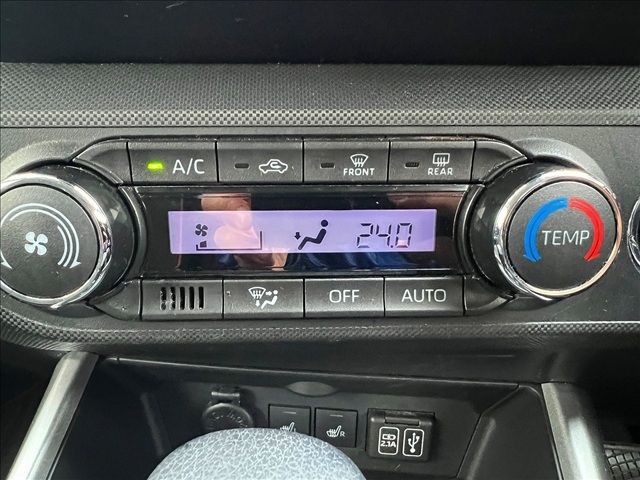 A/C
FRONT
REAR
24.0
TEMP
OFF
AUTO
R
2.1A